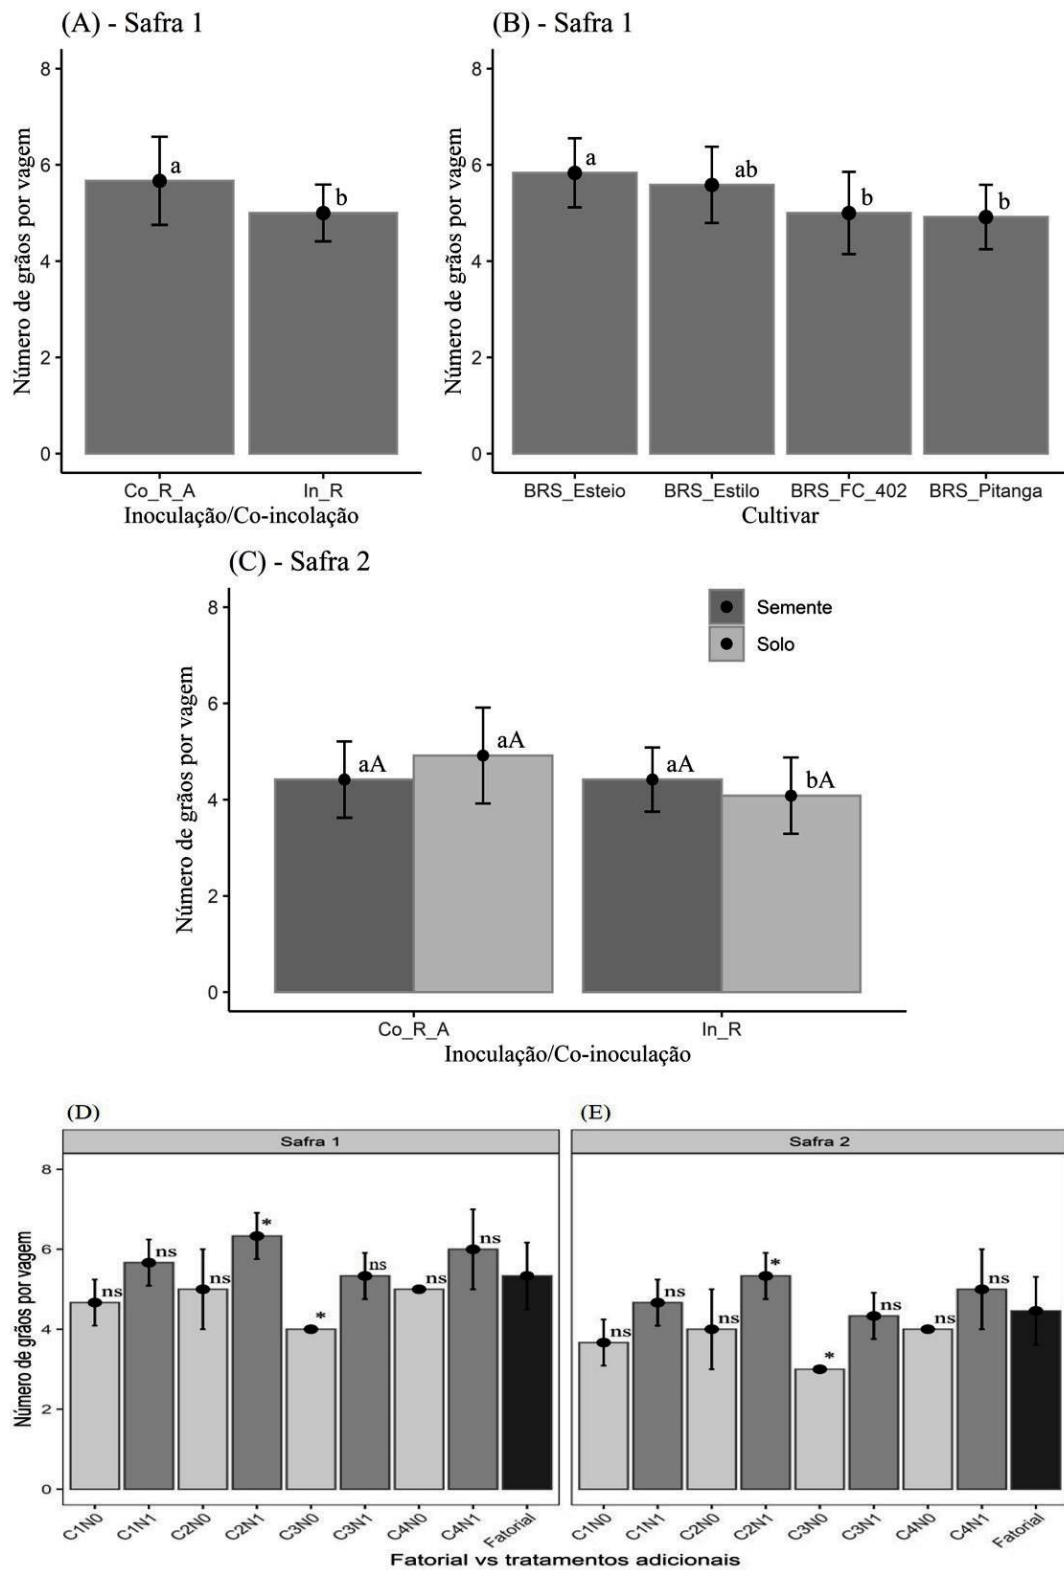 (A) - Safra 1
Número de grãos por vagem
8
6
4
2
0
a
b
Co_R_A In_R
Inoculação/Co-incolação
(B) - Safra 1
Número de grãos por vagem
8
6
4
2
0
a
ab
b
b
BRS_Esteio BRS_Estilo BRS_FC_402 BRS_Pitanga
Cultivar
(C) - Safra 2
Número de grãos por vagem
8
6
4
2
0
Semente
Solo
aA
aA
aA
bA
Co_R_A In_R
Inoculação/Co-inoculação
(D)
Safra 1
Número de grãos por vagem
8
6
4
2
0
ns
ns
ns
*
*
ns
ns
ns
C1N0 C1N1 C2N0 C2N1 C3N0 C3N1 C4N0 C4N1 Fatorial
(E)
Safra 2
ns
ns
ns
*
*
ns
ns
ns
C1N0 C1N1 C2N0 C2N1 C3N0 C3N1 C4N0 C4N1 Fatorial
Fatorial vs tratamentos adicionais